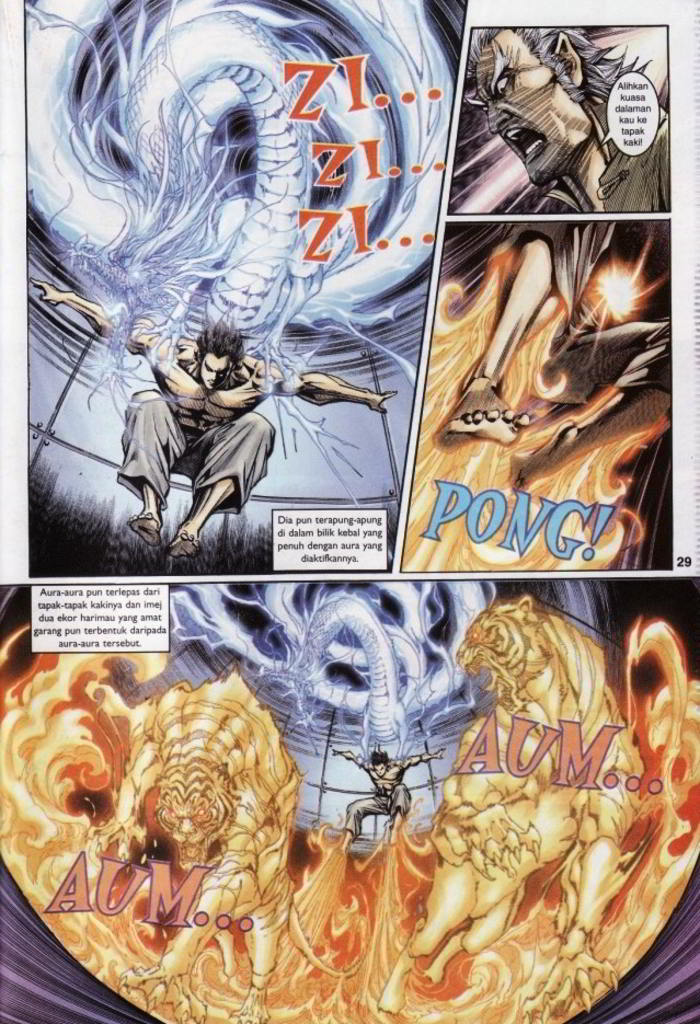 ZI...
ZI...
ZI...
Dia pun terapung-apung
di dalam bilik kebal yang
penuh dengan aura yang
diaktifkannya.
Alihkan
kuasa
dalaman
kau ke
tapak
kaki!
PONG!
29
Aura-aura pun terlepas dari
tapak-tapak kakinya dan imej
dua ekor harimau yang amat
garang pun terbentuk daripada
aura-aura tersebut.
AUM...
AUM...